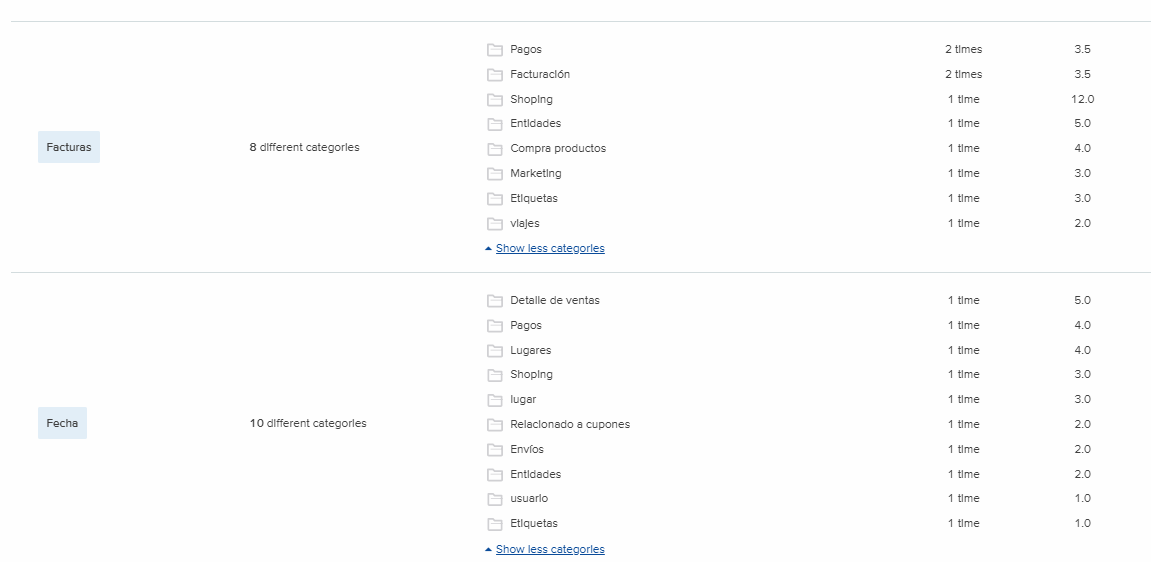 Pagos 2 times 3.5
Facturación 2 times 3.5
Shoping 1 time 12.0
Entidades 1 time 5.0
Facturas 8 different categories Compra productos 1 time 4.0
Marketing 1 time 3.0
Etiquetas 1 time 3.0
viajes 1 time 2.0
Show less categories
Detalle de ventas 1 time 5.0
Pagos 1 time 4.0
Lugares 1 time 4.0
Shoping 1 time 3.0
lugar 1 time 3.0
Fecha 10 different categories Relacionado a cupones 1 time 2.0
Envíos 1 time 2.0
Entidades 1 time 2.0
usuario 1 time 1.0
Etiquetas 1 time 1.0
Show less categories